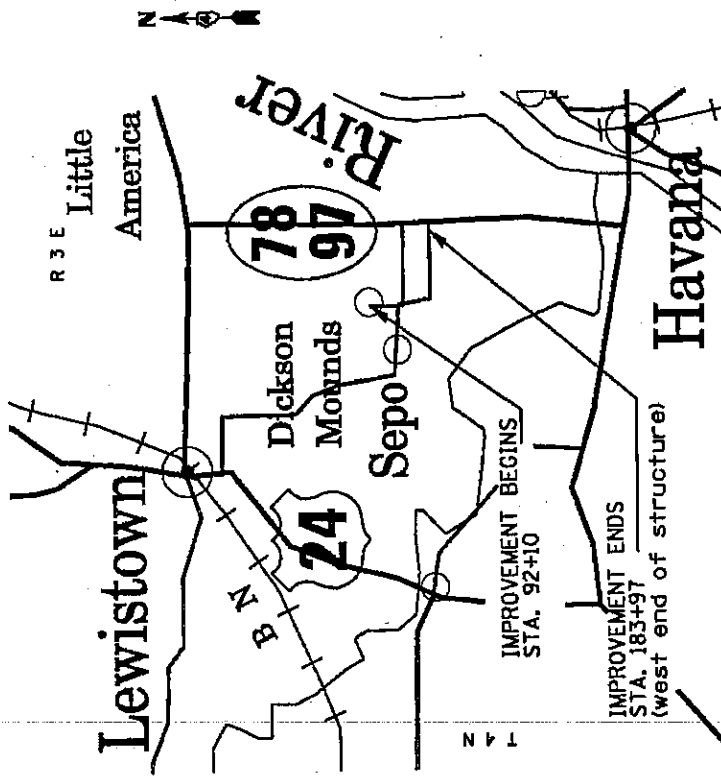 N
R 3 E
Little
America
River
Lewistown
78
97
Dickson
Mounds
Sepo
BN
24
Havana
IMPROVEMENT BEGINS
STA. 92+10
IMPROVEMENT ENDS
STA. 183+97
(west end of structure)
T 4 N